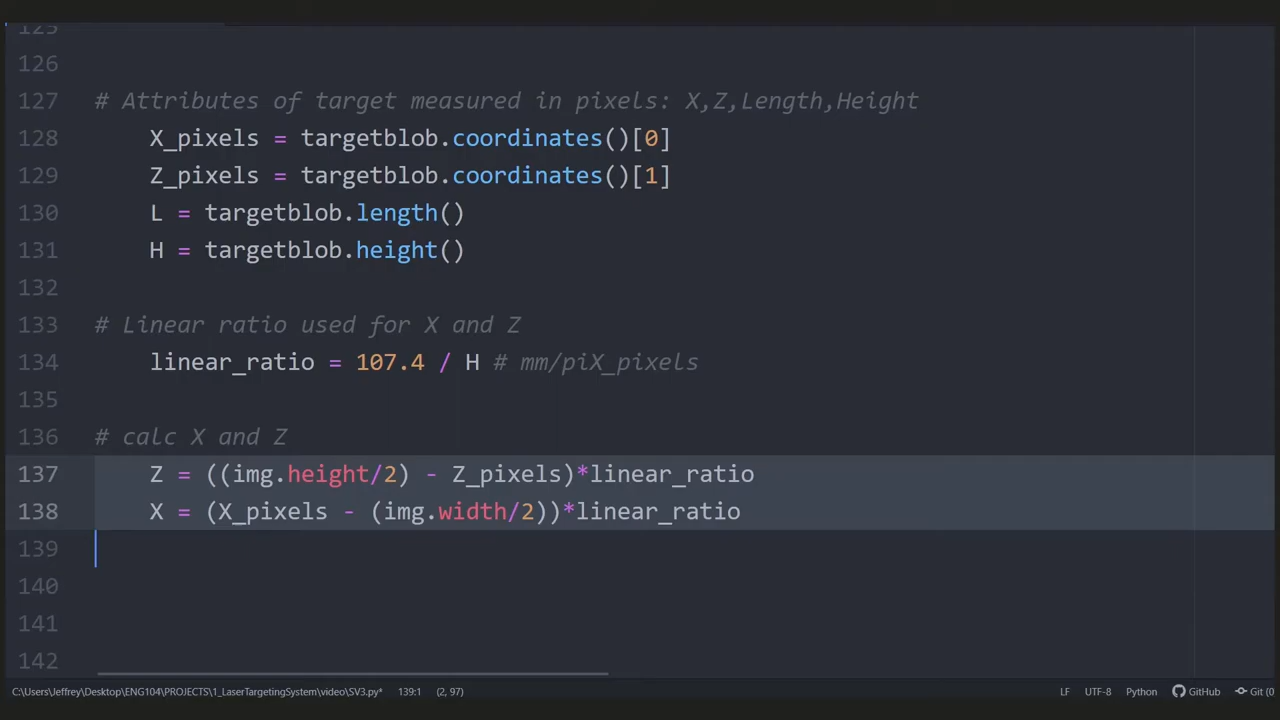 125
126
127 # Attributes of target measured in pixels: X,Z,Length,Height
128 X_pixels = targetblob.coordinates()[0]
129 Z_pixels = targetblob.coordinates()[1]
130 L = targetblob.length()
131 H = targetblob.height()
132
133 # Linear ratio used for X and Z
134 linear_ratio = 107.4 / H # mm/piX_pixels
135
136 # calc X and Z
137 Z = ((img.height/2) - Z_pixels)*linear_ratio
138 X = (X_pixels - (img.width/2))*linear_ratio
139
140
141
142
C:\Users\Jeffrey\Desktop\ENG104\PROJECTS\1_LaserTargetingSystem\video\SV3.py* 139:1 (2, 97) LF UTF-8 Python GitHub Git (0